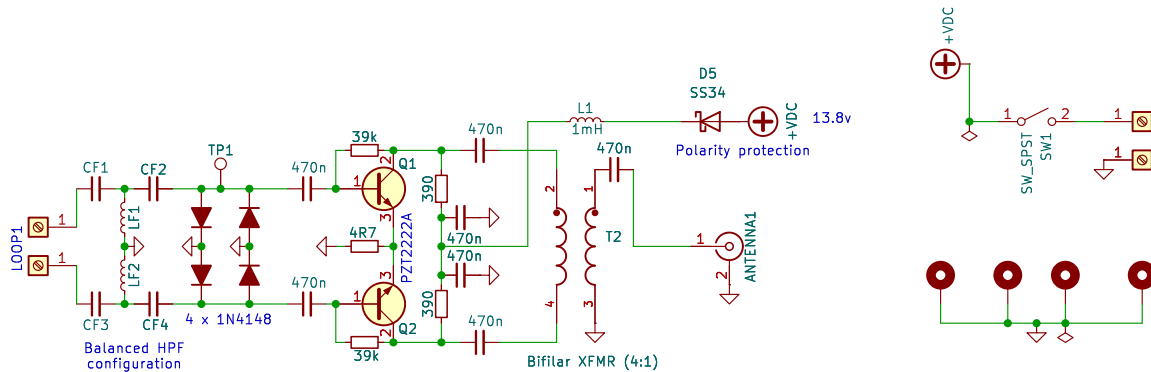 +VDC
D5
SS34
L1
1mH
+VDC
13.8v
Polarity protection
1
2
SW_SPST
SW1
1
1
39k
470n
2
Q1
470n
TP1
CF1
CF2
470n
1
3
390
LF1
LOOP1
1
1
LF2
4R7
PZT2222A
470n
470n
2
1
T2
4
3
1
2
ANTENNA1
CF3
CF4
4 x 1N4148
470n
1
3
2
Q2
390
39k
470n
Balanced HPF
configuration
Bifilar XFMR (4:1)